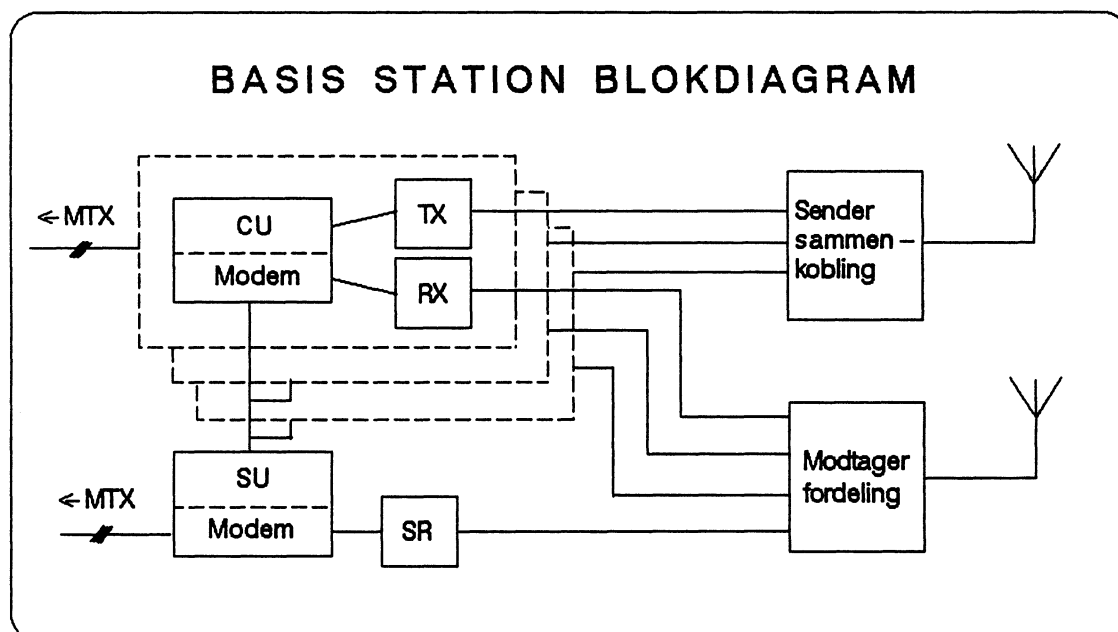 BASIS STATION BLOKDIAGRAM
← MTX
CU
Modem
TX
RX
Sender
sammen-
kobling
← MTX
SU
Modem
SR
Modtager
fordeling